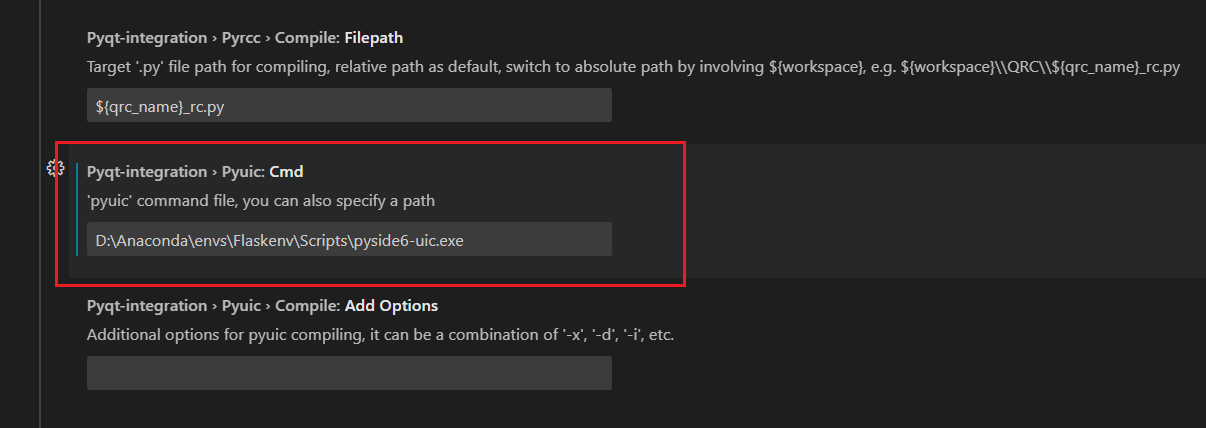 Pyqt-integration › Pyrcc › Compile: Filepath
Target '.py' file path for compiling, relative path as default, switch to absolute path by involving ${workspace}, e.g. ${workspace}\\QRC\\${qrc_name}_rc.py
${qrc_name}_rc.py
Pyqt-integration › Pyuic: Cmd
'pyuic' command file, you can also specify a path
D:\Anaconda\envs\Flaskenv\Scripts\pyside6-uic.exe
Pyqt-integration › Pyuic › Compile: Add Options
Additional options for pyuic compiling, it can be a combination of '-x', '-d', '-i', etc.